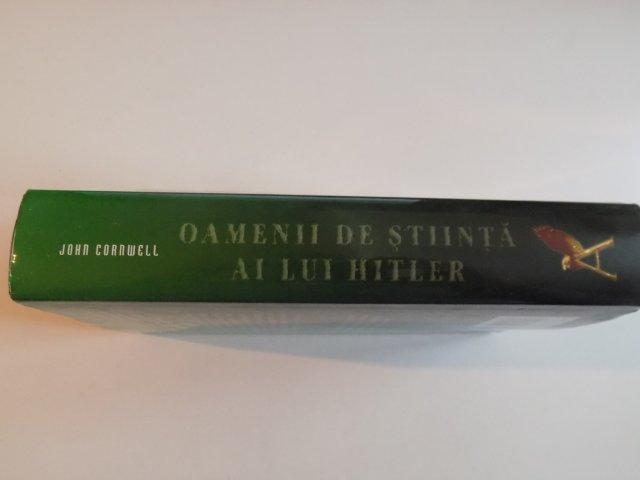 JOHN CORNWELL
OAMENII DE ȘTIINȚĂ
AI LUI HITLER